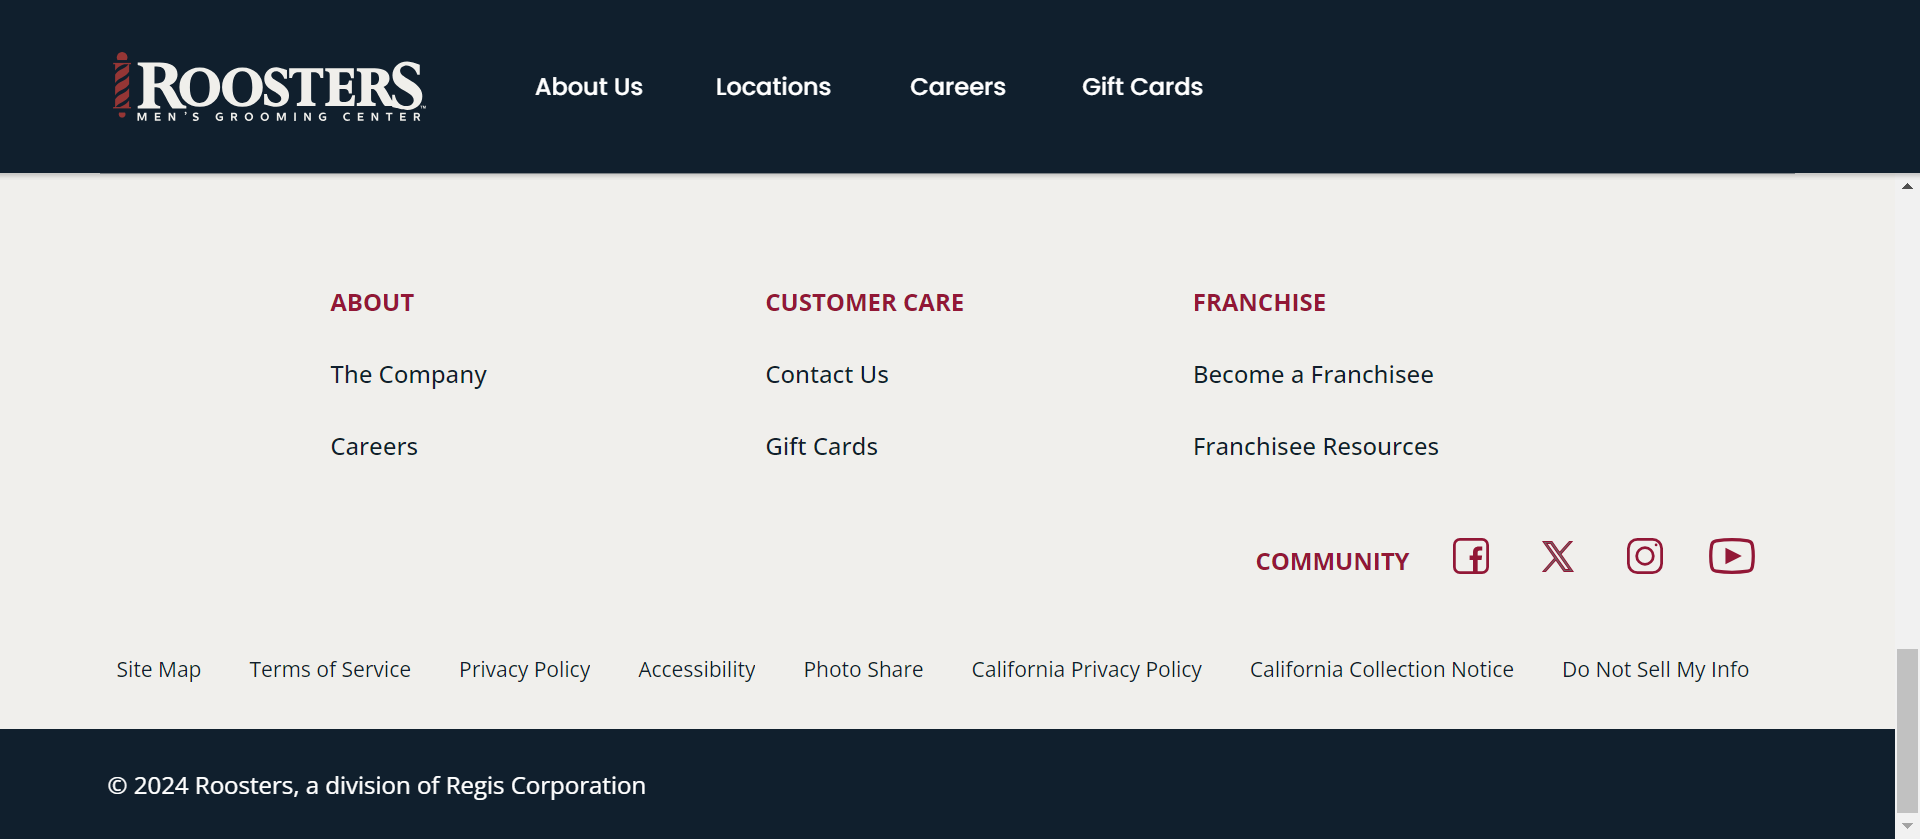 ROOSTERS™
MEN'S GROOMING CENTER
About Us Locations Careers Gift Cards
ABOUT
The Company
Careers
CUSTOMER CARE
Contact Us
Gift Cards
FRANCHISE
Become a Franchisee
Franchisee Resources
COMMUNITY
Site Map Terms of Service Privacy Policy Accessibility Photo Share California Privacy Policy California Collection Notice Do Not Sell My Info
© 2024 Roosters, a division of Regis Corporation